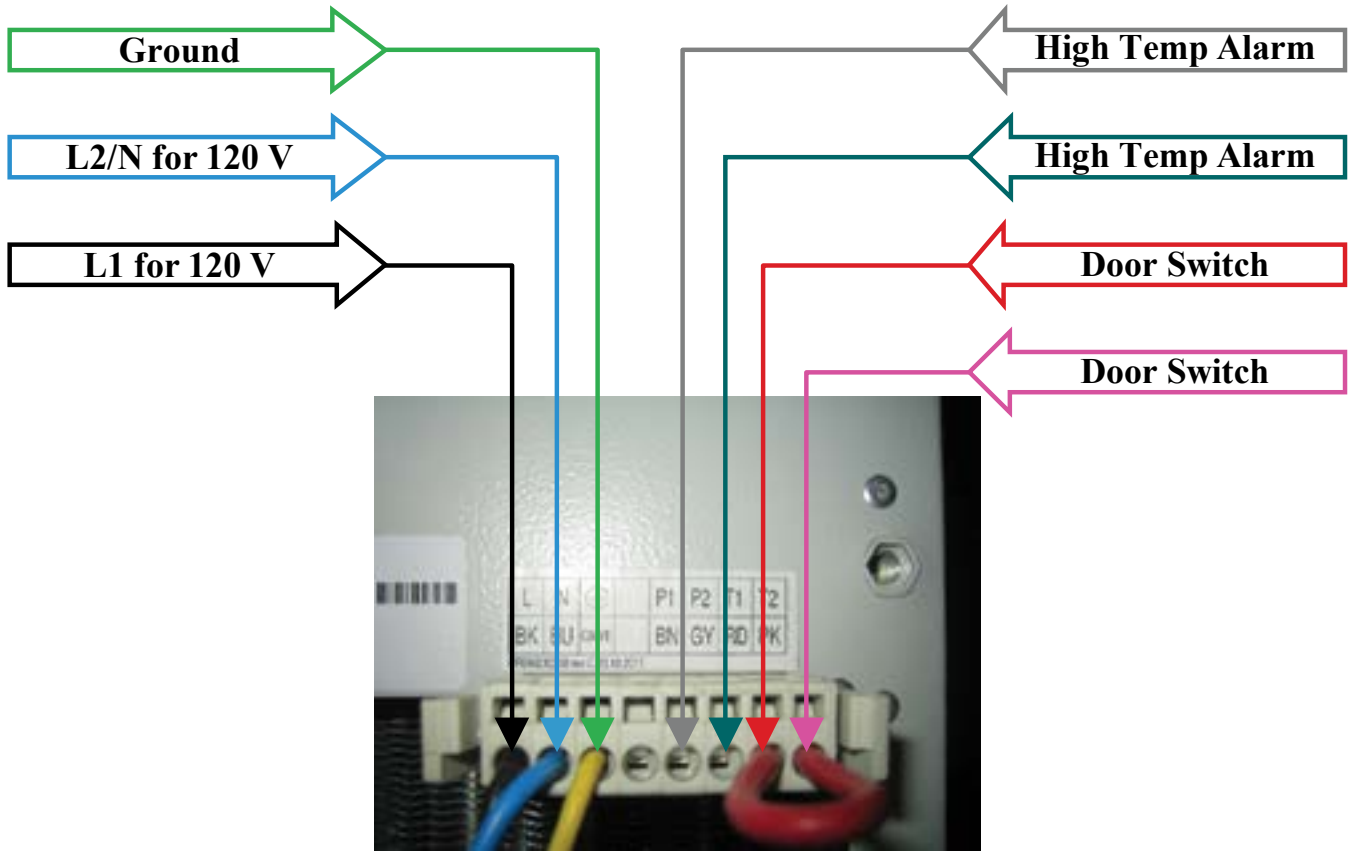 Ground
High Temp Alarm
L2/N for 120 V
High Temp Alarm
L1 for 120 V
Door Switch
Door Switch
L N P1 P2 T1 T2
BK BU BN GY RD PK